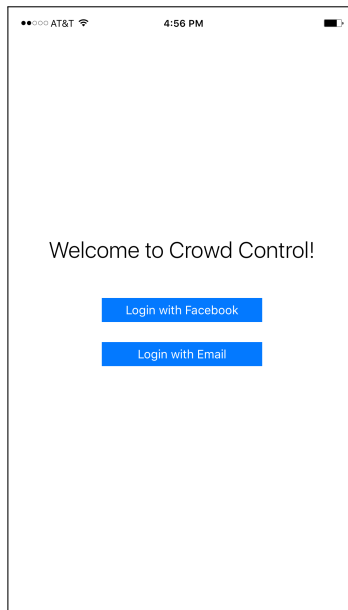 AT&T 4:56 PM
Welcome to Crowd Control!
Login with Facebook
Login with Email